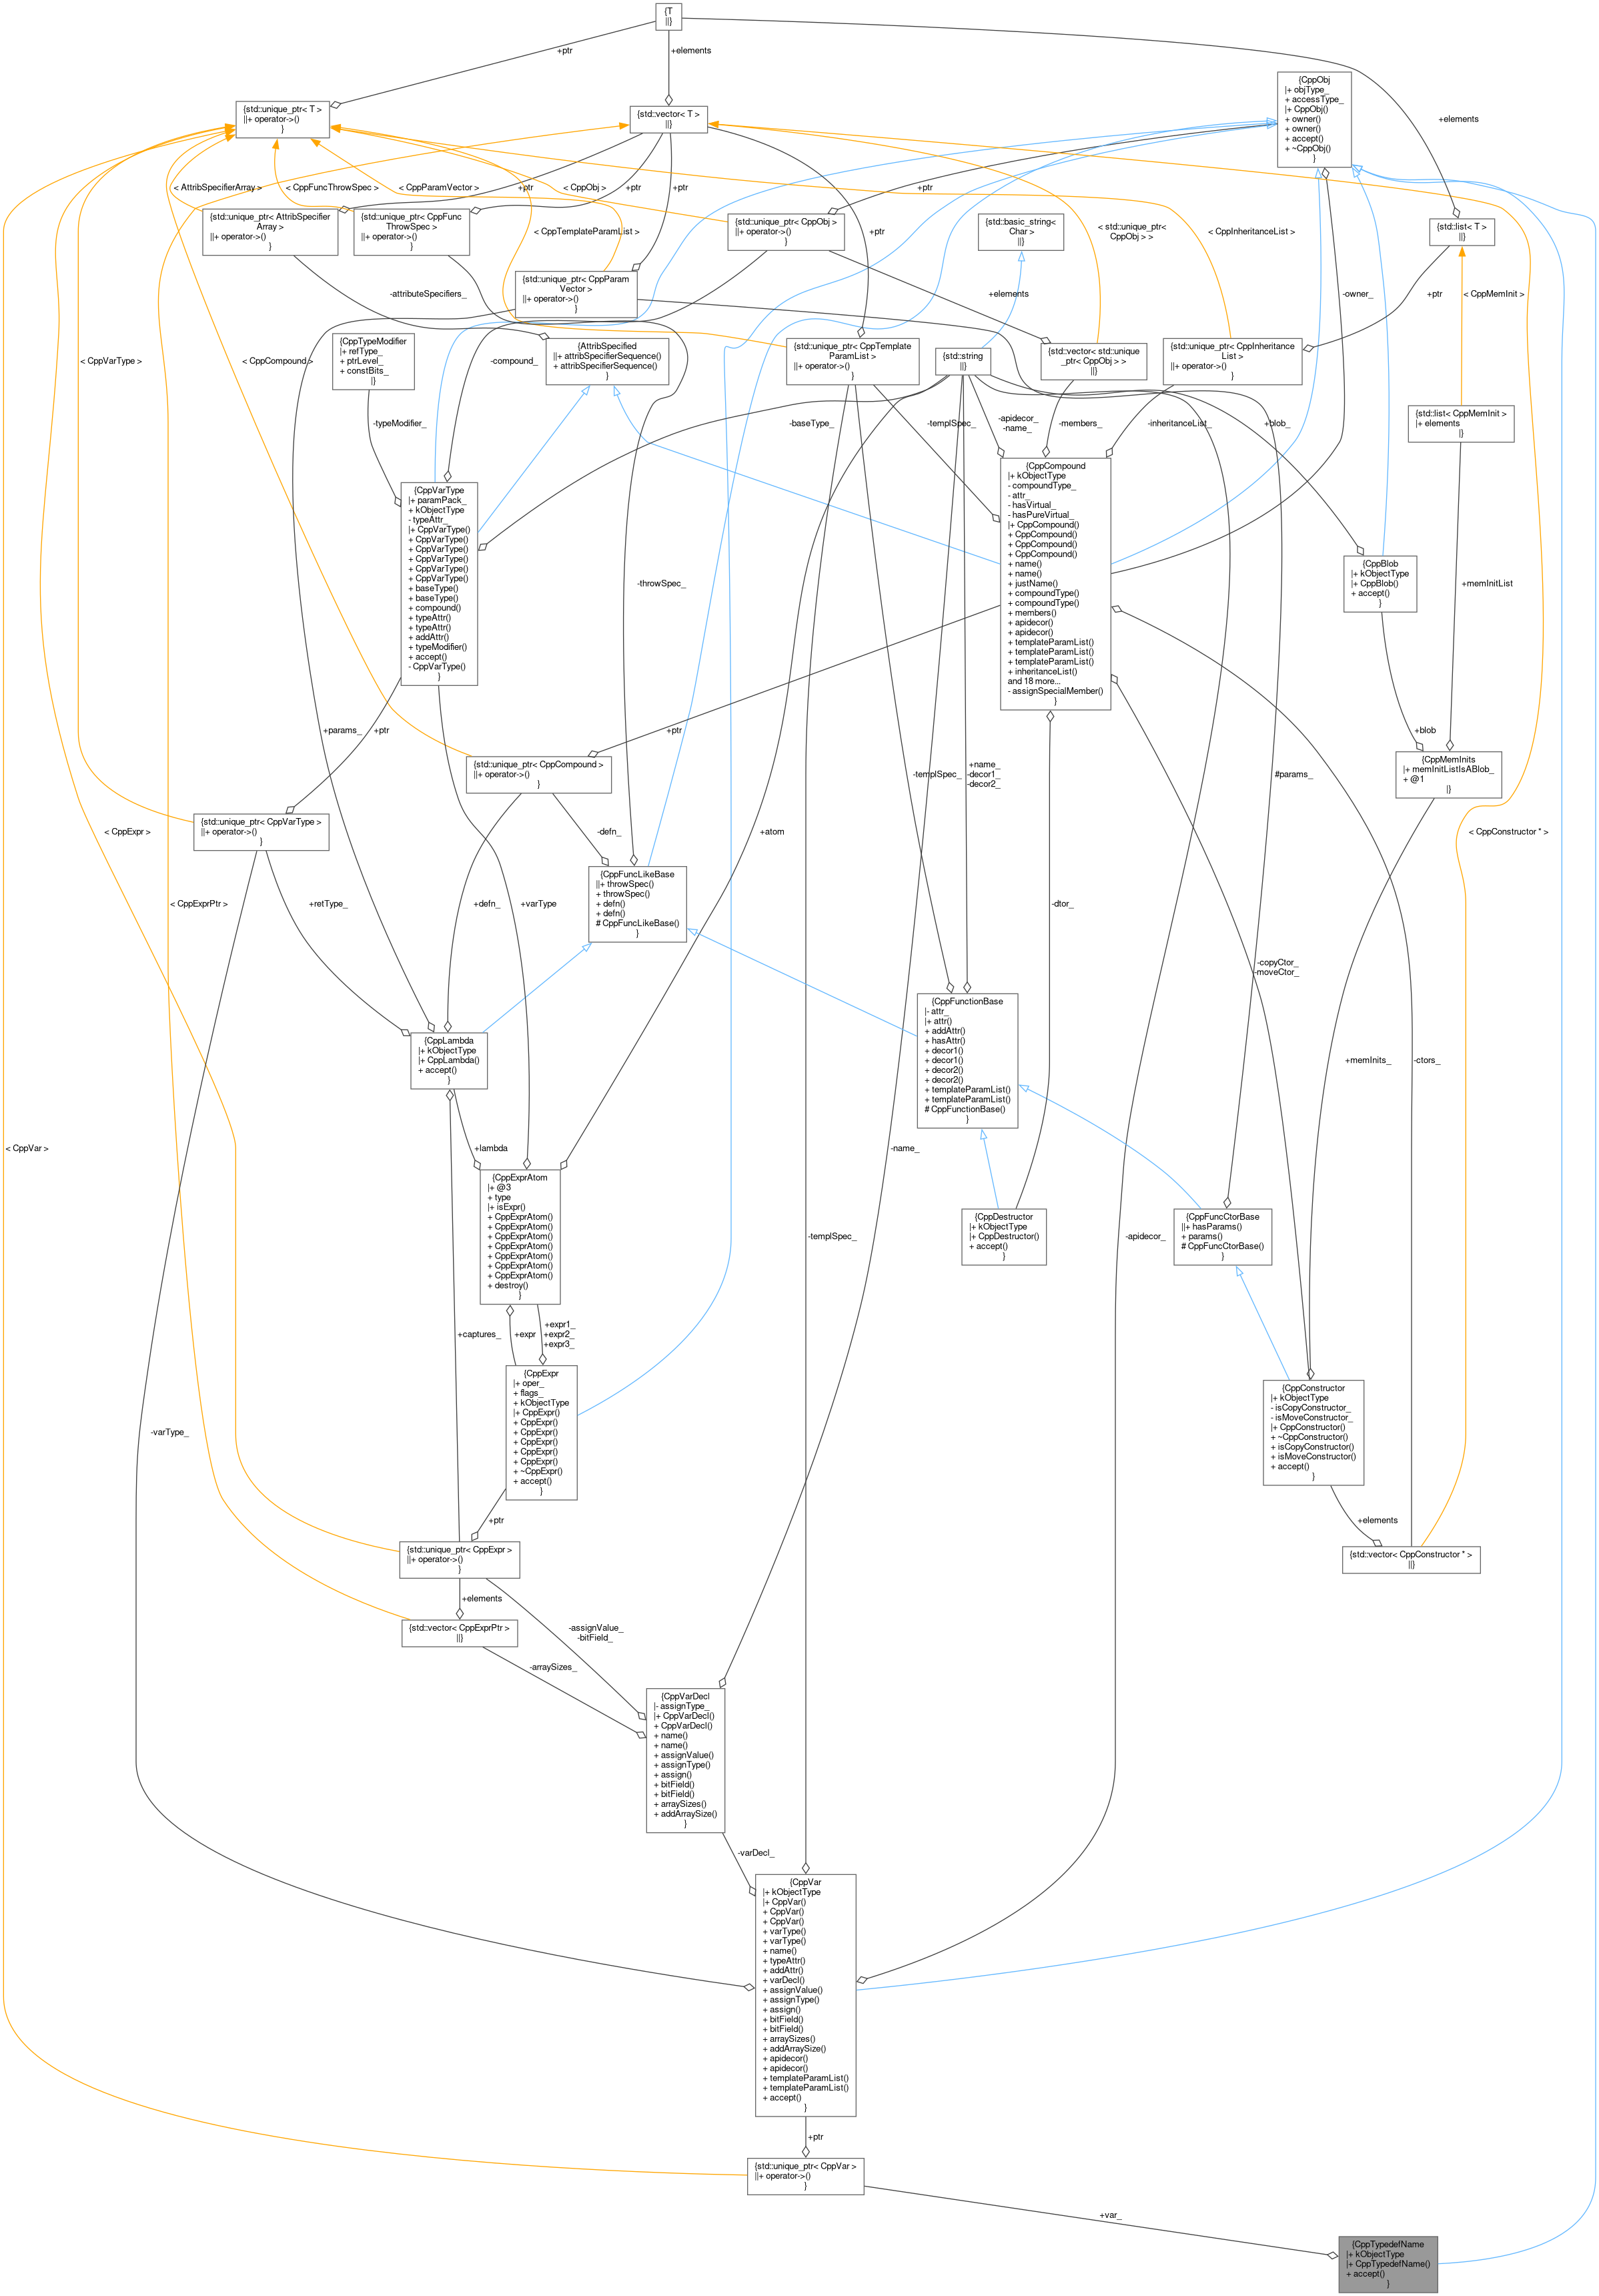 {T
||}
+ptr
+elements
{CppObj
|+ objType_
+ accessType_
|+ CppObj()
+ owner()
+ owner()
+ accept()
+ ~CppObj()
}
{std::unique_ptr< T >
||+ operator->()
}
{std::vector< T >
||}
+elements
< AttribSpecifierArray >
+ptr
< CppFuncThrowSpec >
+ptr
< CppParamVector >
+ptr
< CppObj >
+ptr
{std::unique_ptr< AttribSpecifier
Array >
||+ operator->()
}
{std::unique_ptr< CppFunc
ThrowSpec >
||+ operator->()
}
< CppTemplateParamList >
{std::unique_ptr< CppObj >
||+ operator->()
}
+ptr
{std::basic_string<
Char >
||}
< std::unique_ptr<
CppObj > >
< CppInheritanceList >
{std::list< T >
||}
-attributeSpecifiers_
{std::unique_ptr< CppParam
Vector >
||+ operator->()
}
+elements
-owner_
+ptr
< CppMemInit >
{CppTypeModifier
|+ refType_
+ ptrLevel_
+ constBits_
|}
< CppVarType >
< CppCompound >
-compound_
{AttribSpecified
||+ attribSpecifierSequence()
+ attribSpecifierSequence()
}
{std::unique_ptr< CppTemplate
ParamList >
||+ operator->()
}
{std::string
||}
{std::vector< std::unique
_ptr< CppObj > >
||}
{std::unique_ptr< CppInheritance
List >
||+ operator->()
}
{std::list< CppMemInit >
|+ elements
|}
-typeModifier_
-baseType_
-templSpec_
-apidecor_
-name_
-members_
-inheritanceList_
+blob_
{CppVarType
|+ paramPack_
+ kObjectType
- typeAttr_
|+ CppVarType()
+ CppVarType()
+ CppVarType()
+ CppVarType()
+ CppVarType()
+ CppVarType()
+ baseType()
+ baseType()
+ compound()
+ typeAttr()
+ typeAttr()
+ addAttr()
+ typeModifier()
+ accept()
- CppVarType()
}
-throwSpec_
{CppCompound
|+ kObjectType
- compoundType_
- attr_
- hasVirtual_
- hasPureVirtual_
|+ CppCompound()
+ CppCompound()
+ CppCompound()
+ CppCompound()
+ name()
+ name()
+ justName()
+ compoundType()
+ compoundType()
+ members()
+ apidecor()
+ apidecor()
+ templateParamList()
+ templateParamList()
+ templateParamList()
+ inheritanceList()
and 18 more...
- assignSpecialMember()
}
{CppBlob
|+ kObjectType
|+ CppBlob()
+ accept()
}
+memInitList
+params_
+ptr
+ptr
+blob
{std::unique_ptr< CppCompound >
||+ operator->()
}
-templSpec_
+name_
-decor1_
-decor2_
#params_
{CppMemInits
|+ memInitListIsABlob_
+ @1
|}
< CppExpr >
{std::unique_ptr< CppVarType >
||+ operator->()
}
-defn_
+atom
< CppConstructor * >
< CppExprPtr >
+retType_
+defn_
+varType
{CppFuncLikeBase
||+ throwSpec()
+ throwSpec()
+ defn()
+ defn()
# CppFuncLikeBase()
}
-dtor_
-copyCtor_
-moveCtor_
{CppFunctionBase
|- attr_
|+ attr()
+ addAttr()
+ hasAttr()
+ decor1()
+ decor1()
+ decor2()
+ decor2()
+ templateParamList()
+ templateParamList()
# CppFunctionBase()
}
{CppLambda
|+ kObjectType
|+ CppLambda()
+ accept()
}
+memInits_
-ctors_
< CppVar >
+lambda
-name_
{CppExprAtom
|+ @3
+ type
|+ isExpr()
+ CppExprAtom()
+ CppExprAtom()
+ CppExprAtom()
+ CppExprAtom()
+ CppExprAtom()
+ CppExprAtom()
+ CppExprAtom()
+ destroy()
}
-templSpec_
{CppDestructor
|+ kObjectType
|+ CppDestructor()
+ accept()
}
-apidecor_
{CppFuncCtorBase
||+ hasParams()
+ params()
# CppFuncCtorBase()
}
+captures_
+expr
+expr1_
+expr2_
+expr3_
{CppExpr
|+ oper_
+ flags_
+ kObjectType
|+ CppExpr()
+ CppExpr()
+ CppExpr()
+ CppExpr()
+ CppExpr()
+ CppExpr()
+ ~CppExpr()
+ accept()
}
{CppConstructor
|+ kObjectType
- isCopyConstructor_
- isMoveConstructor_
|+ CppConstructor()
+ ~CppConstructor()
+ isCopyConstructor()
+ isMoveConstructor()
+ accept()
}
-varType_
+ptr
+elements
{std::unique_ptr< CppExpr >
||+ operator->()
}
{std::vector< CppConstructor * >
||}
+elements
-assignValue_
-bitField_
{std::vector< CppExprPtr >
||}
-arraySizes_
{CppVarDecl
|- assignType_
|+ CppVarDecl()
+ CppVarDecl()
+ name()
+ name()
+ assignValue()
+ assignType()
+ assign()
+ bitField()
+ bitField()
+ arraySizes()
+ addArraySize()
}
-varDecl_
{CppVar
|+ kObjectType
|+ CppVar()
+ CppVar()
+ CppVar()
+ varType()
+ varType()
+ name()
+ typeAttr()
+ addAttr()
+ varDecl()
+ assignValue()
+ assignType()
+ assign()
+ bitField()
+ bitField()
+ arraySizes()
+ addArraySize()
+ apidecor()
+ apidecor()
+ templateParamList()
+ templateParamList()
+ accept()
}
+ptr
{std::unique_ptr< CppVar >
||+ operator->()
}
+var_
{CppTypedefName
|+ kObjectType
|+ CppTypedefName()
+ accept()
}